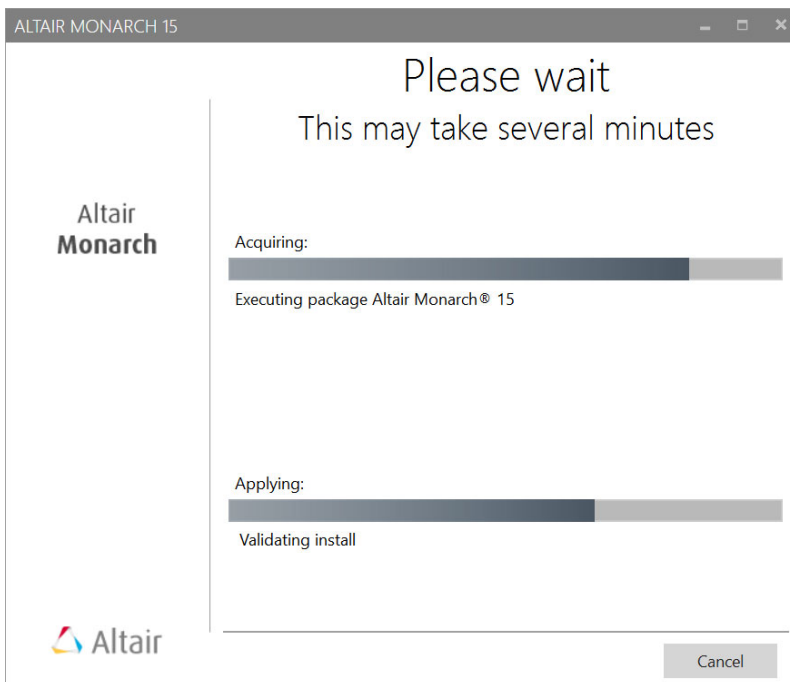 ALTAIR MONARCH 15
Please wait
This may take several minutes
Altair
Monarch
Acquiring:
Executing package Altair Monarch® 15
Applying:
Validating install
Altair
Cancel